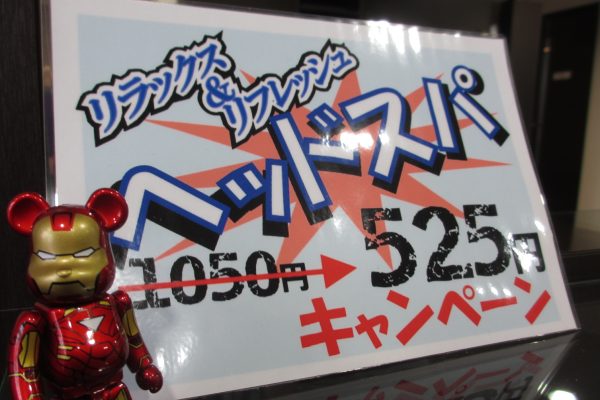 リラックス
&リフレッシュ
ヘッドスパ
1050円
525円
キャンペーン